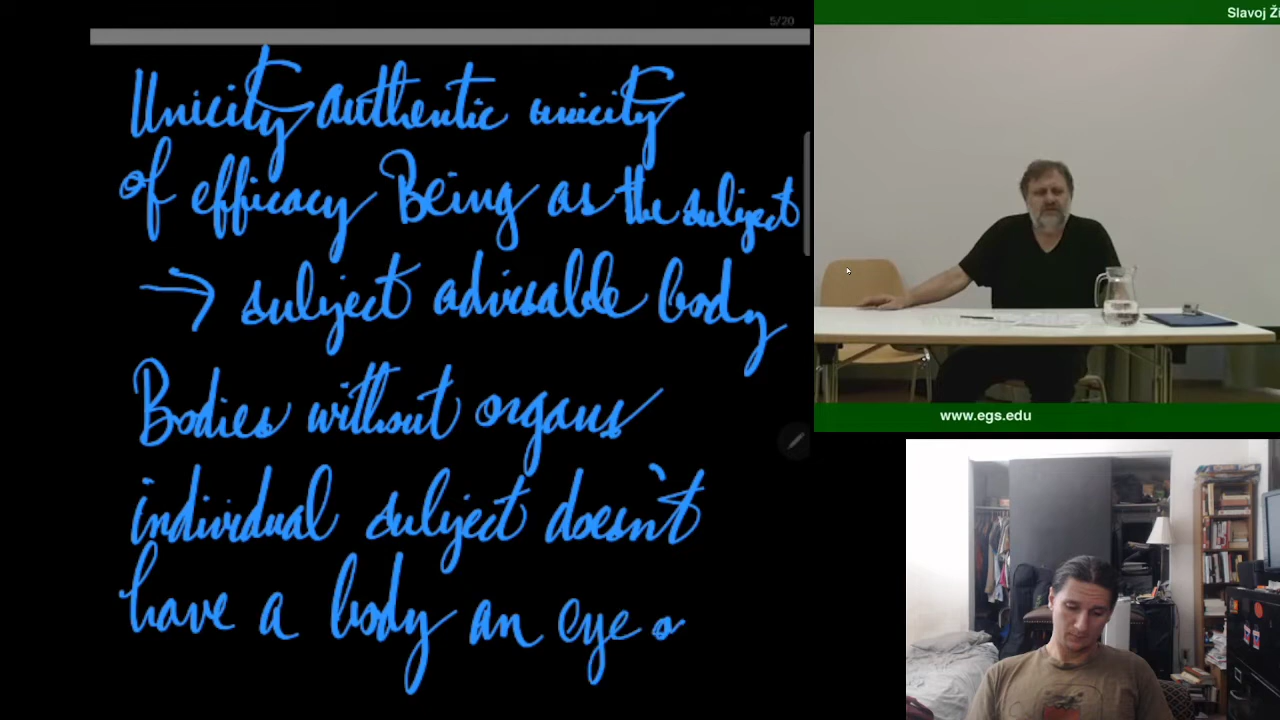 5/20
Unicity authentic unicity
of efficacy Being as the subject
→ subject advisable body
Bodies without organs
individual subject doesn't
have a body an eye o
Slavoj Ži
www.egs.edu